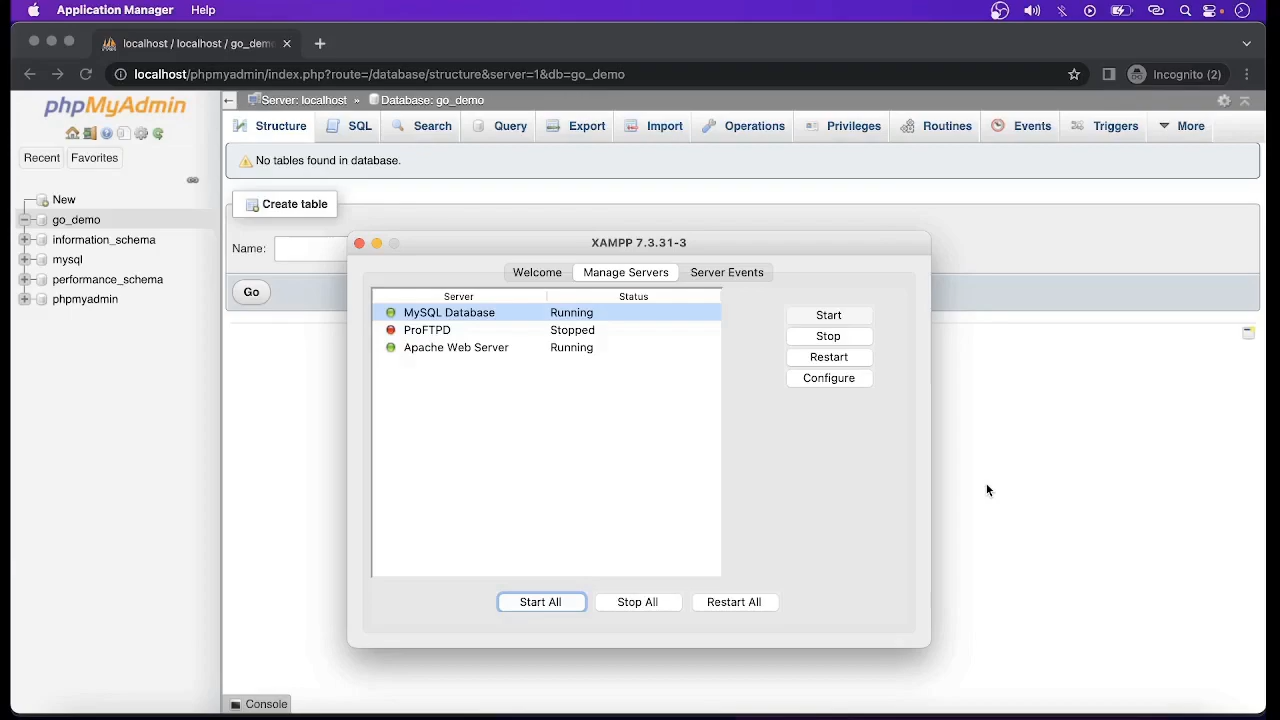 Application Manager Help
localhost / localhost / go_demo
localhost/phpmyadmin/index.php?route=/database/structure&server=1&db=go_demo
Incognito (2)
phpMyAdmin
Recent Favorites
New
go_demo
information_schema
mysql
performance_schema
phpmyadmin
Server: localhost » Database: go_demo
Structure SQL Search Query Export Import Operations Privileges Routines Events Triggers More
No tables found in database.
Create table
Name:
Go
XAMPP 7.3.31-3
Welcome Manage Servers Server Events
Server Status
MySQL Database Running
ProFTPD Stopped
Apache Web Server Running
Start
Stop
Restart
Configure
Start All Stop All Restart All
Console